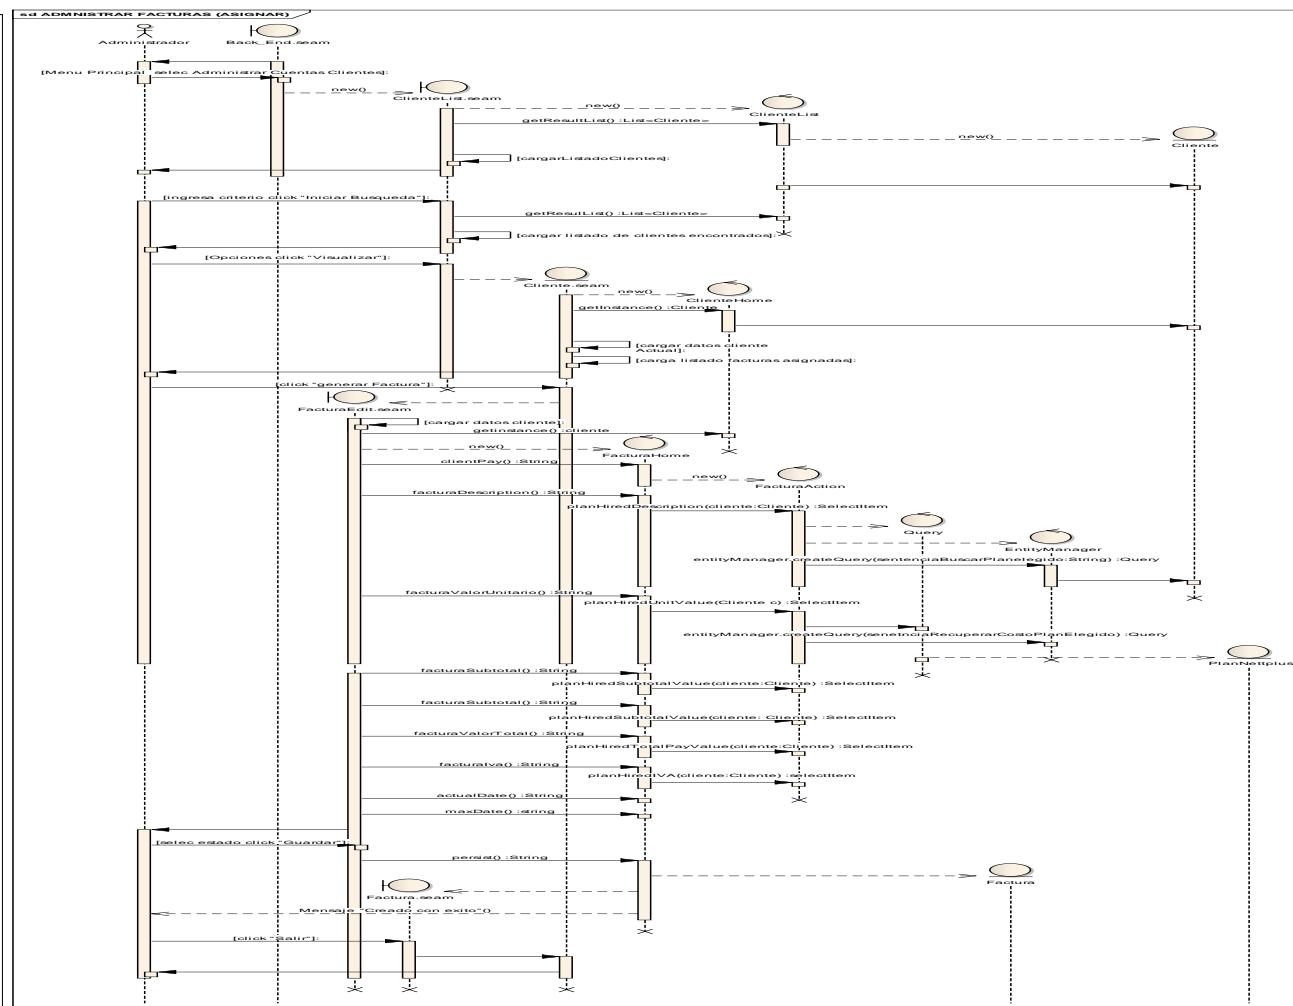 sd ADMNISTRAR FACTURAS (ASIGNAR)
Administrador
Back_End.seam
[Menu Principal selec Administrar Cuentas Clientes]:
new()
ClienteList.seam
new()
ClienteList
getResultList() :List<Cliente>
new()
Cliente
[cargarListadoClientes]:
[ingresa criterio click "Iniciar Busqueda"]:
getResulList() :List<Cliente>
[cargar listado de clientes encontrados]:
[Opciones click "Visualizar"]:
Cliente.seam
new()
ClienteHome
getInstance() :Cliente
[cargar datos cliente
Actual]:
[carga listado facturas asignadas]:
[click "generar Factura"]:
FacturaEdit.seam
[cargar datos cliente]:
getinstance() :cliente
new()
FacturaHome
clientPay() :String
new()
FacturaAction
facturaDescription() :String
planHiredDescription(cliente:Cliente) :SelectItem
Query
EntityManager
entityManager.createQuery(sentenciaBuscarPlanelegido:String) :Query
facturaValorUnitario() :String
planHiredUnitValue(Cliente c) :SelectItem
entityManager.createQuery(senetnciaRecuperarCostoPlanElegido) :Query
PlanNettplus
facturaSubtotal() :String
planHiredSubtotalValue(cliente:Cliente) :SelectItem
facturaSubtotal() :String
planHiredSubtotalValue(cliente: Cliente) :SelectItem
facturaValorTotal() :String
planHiredTotalPayValue(cliente:Cliente) :SelectItem
facturaIva() :String
planHiredIVA(cliente:Cliente) :selectItem
actualDate() :String
maxDate() :string
[selec estado click "Guardar"]:
persist() :String
Factura
Factura.seam
Mensaje "Creado con exito"()
[click "Salir"]: